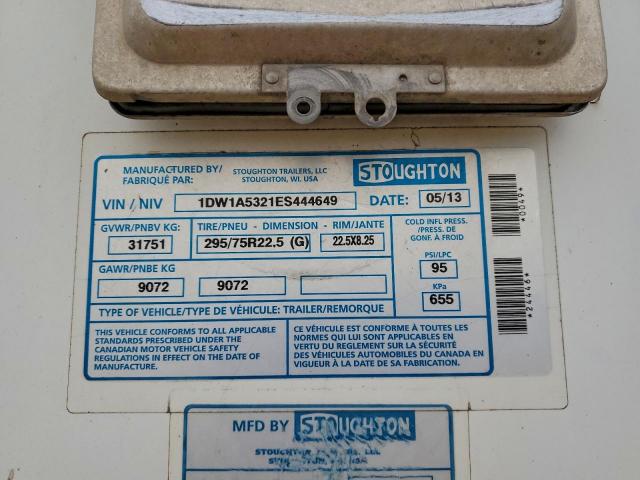 MANUFACTURED BY/ FABRIQUÉ PAR: STOUGHTON TRAILERS, LLC STOUGHTON, WI. USA STOUGHTON
VIN / NIV 1DW1A5321ES444649 DATE: 05/13
GVWR/PNBV KG: TIRE/PNEU - DIMENSION - RIM/JANTE COLD INFL PRESS. /PRESS. DE GONF. À FROID
31751 295/75R22.5 (G) 22.5X8.25
GAWR/PNBE KG PSI/LPC
95
9072 9072 KPa
655
TYPE OF VEHICLE/TYPE DE VÉHICULE: TRAILER/REMORQUE
THIS VEHICLE CONFORMS TO ALL APPLICABLE
STANDARDS PRESCRIBED UNDER THE
CANADIAN MOTOR VEHICLE SAFETY
REGULATIONS IN EFFECT ON THE DATE OF
MANUFACTURE.
CE VÉHICULE EST CONFORME À TOUTES LES
NORMES QUI LUI SONT APPLICABLES EN
VERTU DU RÈGLEMENT SUR LA SÉCURITÉ
DES VÉHICULES AUTOMOBILES DU CANADA EN
VIGUEUR À LA DATE DE SA FABRICATION.
*0049*
*24446*
MFD BY STOUGHTON
LLC